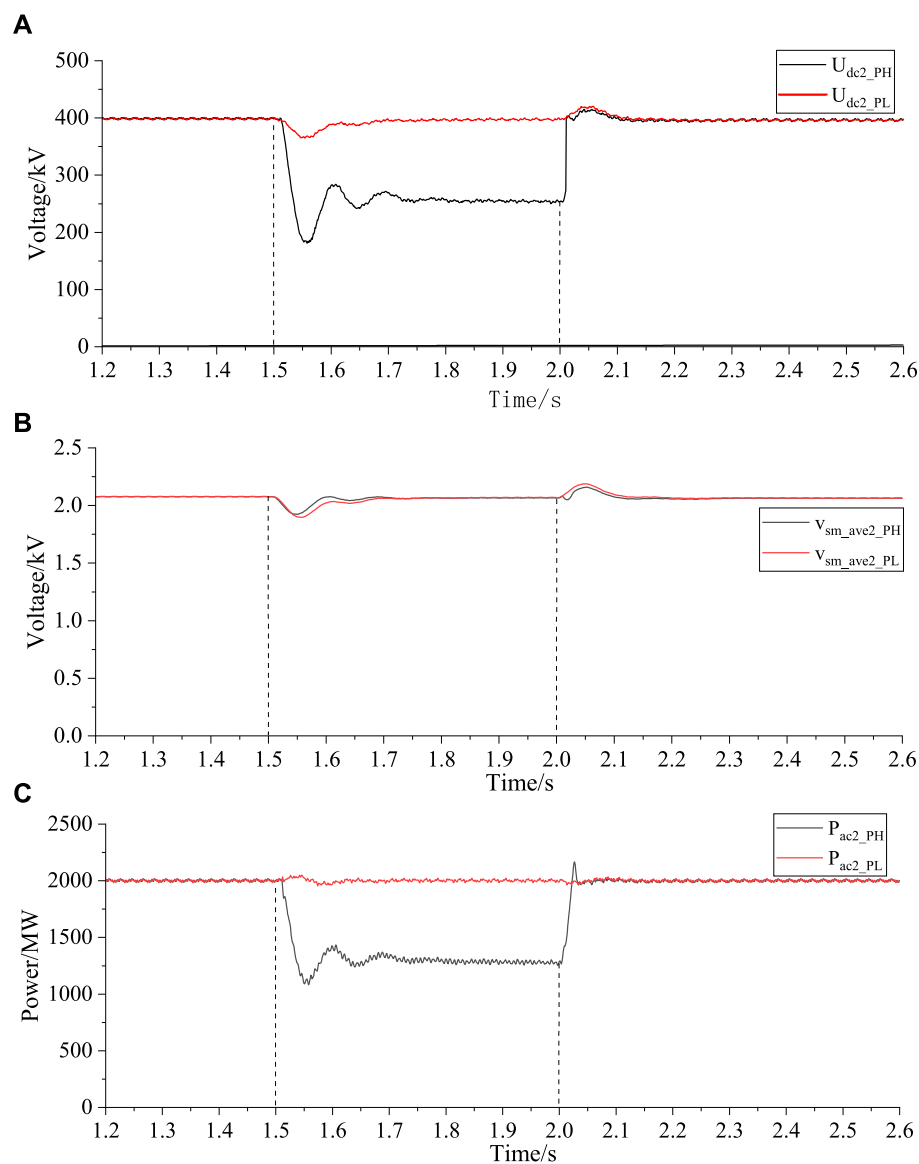 A
500
400
300
200
100
0
Voltage/kV
U_dc2_PH
U_dc2_PL
1.2 1.3 1.4 1.5 1.6 1.7 1.8 1.9 2.0 2.1 2.2 2.3 2.4 2.5 2.6
Time/s
B
2.5
2.0
1.5
1.0
0.5
0.0
Voltage/kV
v_sm_ave2_PH
v_sm_ave2_PL
1.2 1.3 1.4 1.5 1.6 1.7 1.8 1.9 2.0 2.1 2.2 2.3 2.4 2.5 2.6
Time/s
C
2500
2000
1500
1000
500
0
Power/MW
P_ac2_PH
P_ac2_PL
1.2 1.3 1.4 1.5 1.6 1.7 1.8 1.9 2.0 2.1 2.2 2.3 2.4 2.5 2.6
Time/s